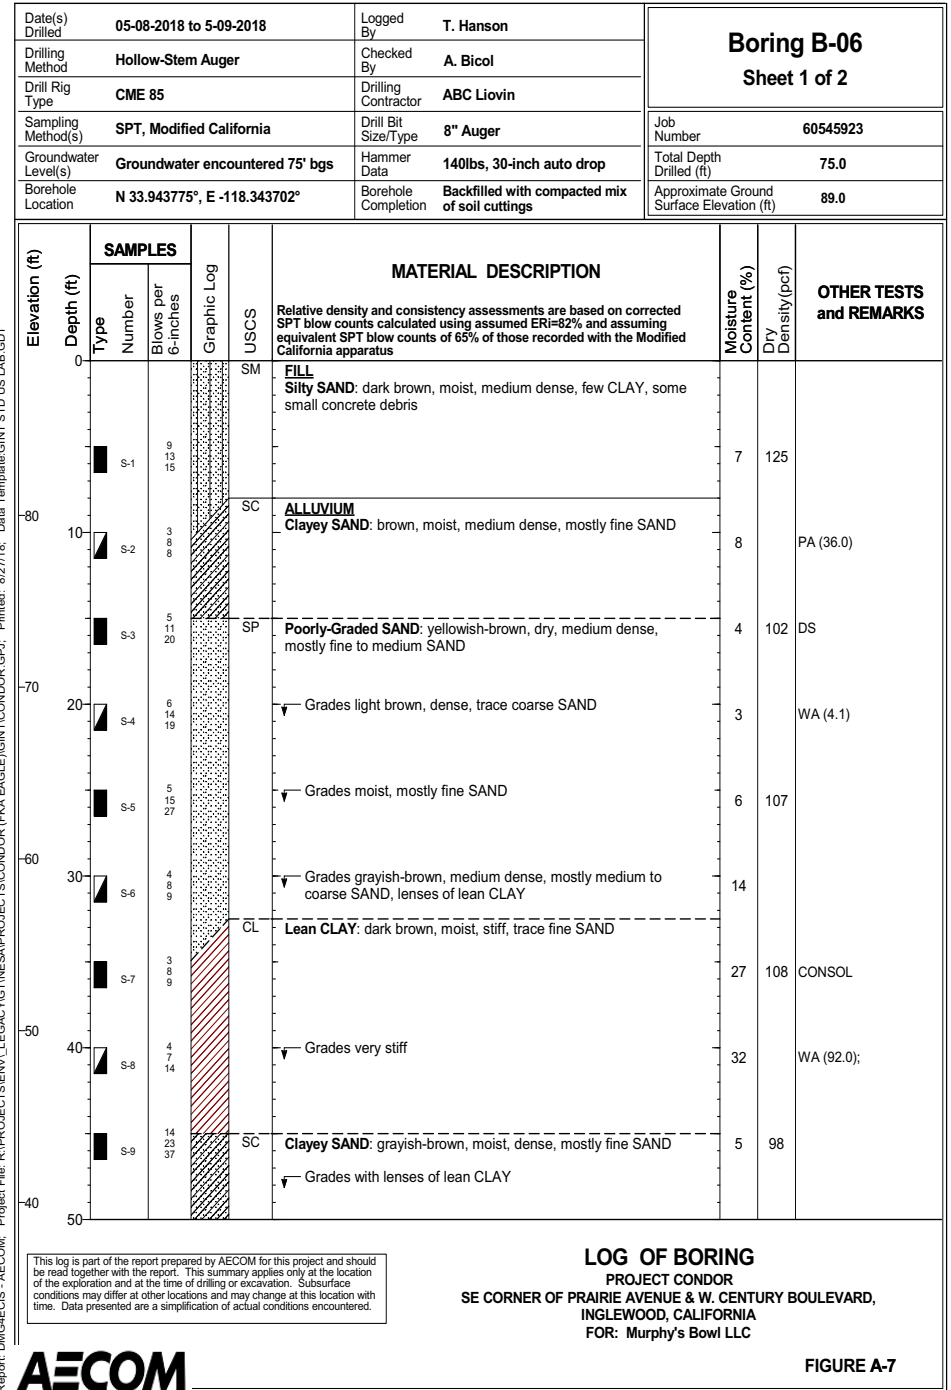 Date(s) Drilled 05-08-2018 to 5-09-2018
Logged By T. Hanson
Drilling Method Hollow-Stem Auger
Checked By A. Bicol
Drill Rig Type CME 85
Drilling Contractor ABC Liovin
Sampling Method(s) SPT, Modified California
Drill Bit Size/Type 8" Auger
Groundwater Level(s) Groundwater encountered 75' bgs
Hammer Data 140lbs, 30-inch auto drop
Borehole Location N 33.943775°, E -118.343702°
Borehole Completion Backfilled with compacted mix of soil cuttings
Boring B-06
Sheet 1 of 2
Job Number 60545923
Total Depth Drilled (ft) 75.0
Approximate Ground Surface Elevation (ft) 89.0
Elevation (ft)
Depth (ft)
SAMPLES
Type
Number
Blows per 6-inches
Graphic Log
USCS
MATERIAL DESCRIPTION
Relative density and consistency assessments are based on corrected
SPT blow counts calculated using assumed ERi=82% and assuming
equivalent SPT blow counts of 65% of those recorded with the Modified
California apparatus
Moisture Content (%)
Dry Density(pcf)
OTHER TESTS
and REMARKS
0
SM FILL
Silty SAND: dark brown, moist, medium dense, few CLAY, some
small concrete debris
S-1 9 13 15 7 125
SC ALLUVIUM
Clayey SAND: brown, moist, medium dense, mostly fine SAND
80
10 S-2 3 8 8 8 PA (36.0)
S-3 5 11 20 SP Poorly-Graded SAND: yellowish-brown, dry, medium dense, 4 102 DS
mostly fine to medium SAND
70
20 S-4 6 14 19 Grades light brown, dense, trace coarse SAND 3 WA (4.1)
S-5 5 15 27 Grades moist, mostly fine SAND 6 107
60
30 S-6 4 8 9 Grades grayish-brown, medium dense, mostly medium to 14
coarse SAND, lenses of lean CLAY
CL Lean CLAY: dark brown, moist, stiff, trace fine SAND
S-7 3 8 9 27 108 CONSOL
50
40 S-8 4 7 14 Grades very stiff 32 WA (92.0);
S-9 14 23 37 SC Clayey SAND: grayish-brown, moist, dense, mostly fine SAND 5 98
Grades with lenses of lean CLAY
40
50
This log is part of the report prepared by AECOM for this project and should
be read together with the report. This summary applies only at the location
of the exploration and at the time of drilling or excavation. Subsurface
conditions may differ at other locations and may change at this location with
time. Data presented are a simplification of actual conditions encountered.
LOG OF BORING
PROJECT CONDOR
SE CORNER OF PRAIRIE AVENUE & W. CENTURY BOULEVARD,
INGLEWOOD, CALIFORNIA
FOR: Murphy's Bowl LLC
AECOM
FIGURE A-7